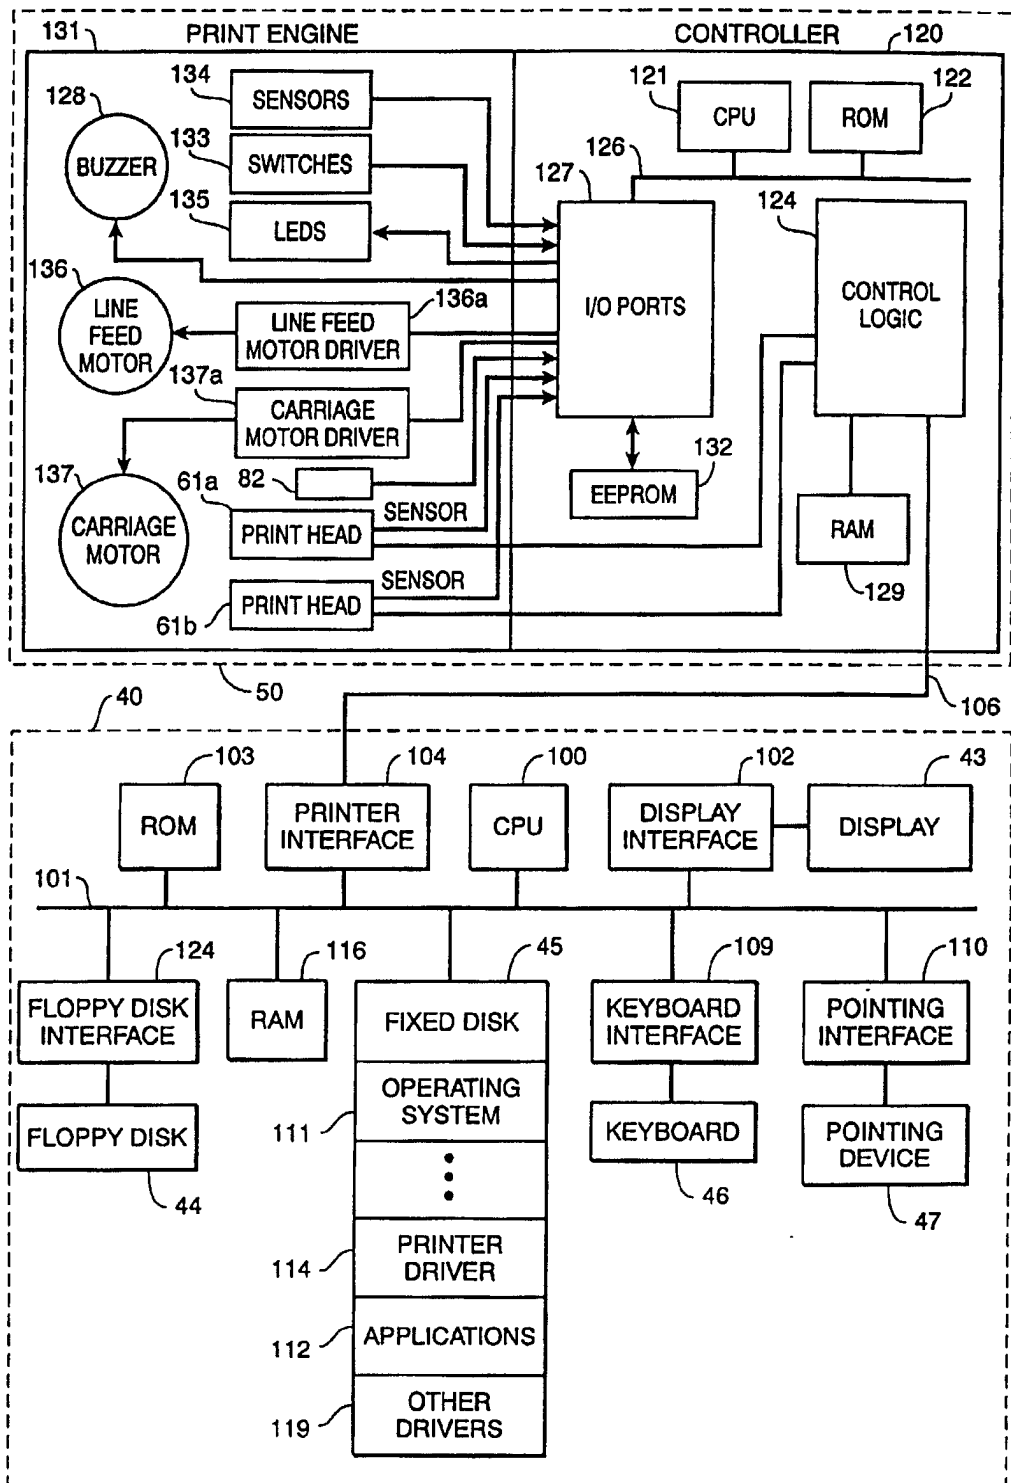 131
PRINT ENGINE
CONTROLLER
120
134
SENSORS
128
BUZZER
133
SWITCHES
135
LEDS
121
CPU
122
ROM
126
127
I/O PORTS
124
CONTROL
LOGIC
136
LINE
FEED
MOTOR
136a
LINE FEED
MOTOR DRIVER
137a
CARRIAGE
MOTOR DRIVER
137
CARRIAGE
MOTOR
82
61a
PRINT HEAD
SENSOR
61b
PRINT HEAD
SENSOR
EEPROM
132
RAM
129
50
106
40
103
ROM
104
PRINTER
INTERFACE
100
CPU
102
DISPLAY
INTERFACE
43
DISPLAY
101
124
FLOPPY DISK
INTERFACE
116
RAM
45
FIXED DISK
109
KEYBOARD
INTERFACE
110
POINTING
INTERFACE
FLOPPY DISK
44
OPERATING
SYSTEM
111
KEYBOARD
46
POINTING
DEVICE
47
PRINTER
DRIVER
114
APPLICATIONS
112
OTHER
DRIVERS
119